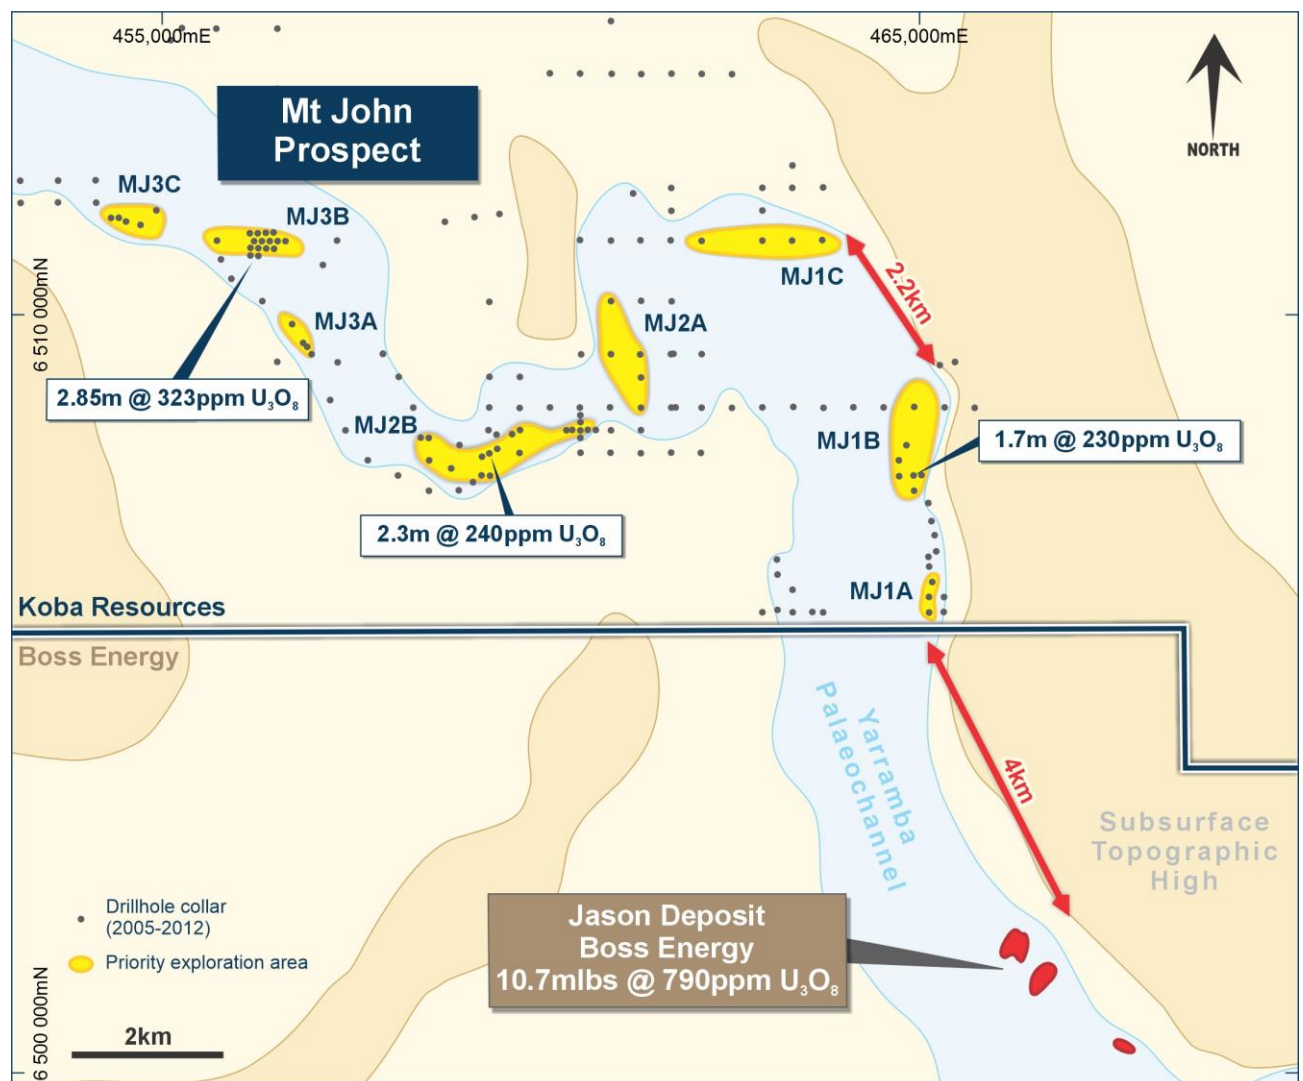 455,000mE
465,000mE
Mt John
Prospect
NORTH
MJ3C
MJ3B
MJ1C
2.2km
6 510 000mN
MJ3A
MJ2A
2.85m @ 323ppm U₃O₈
MJ2B
MJ1B
1.7m @ 230ppm U₃O₈
2.3m @ 240ppm U₃O₈
MJ1A
Koba Resources
Boss Energy
Yarramba
Palaeochannel
4km
Subsurface
Topographic
High
Drillhole collar
(2005-2012)
Priority exploration area
Jason Deposit
Boss Energy
10.7mlbs @ 790ppm U₃O₈
2km
6 500 000mN